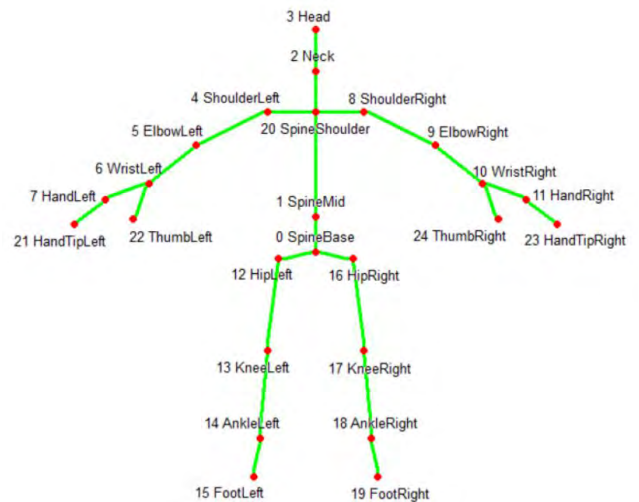 3 Head
2 Neck
4 ShoulderLeft
8 ShoulderRight
20 SpineShoulder
5 ElbowLeft
9 ElbowRight
6 WristLeft
10 WristRight
7 HandLeft
11 HandRight
21 HandTipLeft
22 ThumbLeft
1 SpineMid
24 ThumbRight
23 HandTipRight
0 SpineBase
12 HipLeft
16 HipRight
13 KneeLeft
17 KneeRight
14 AnkleLeft
18 AnkleRight
15 FootLeft
19 FootRight